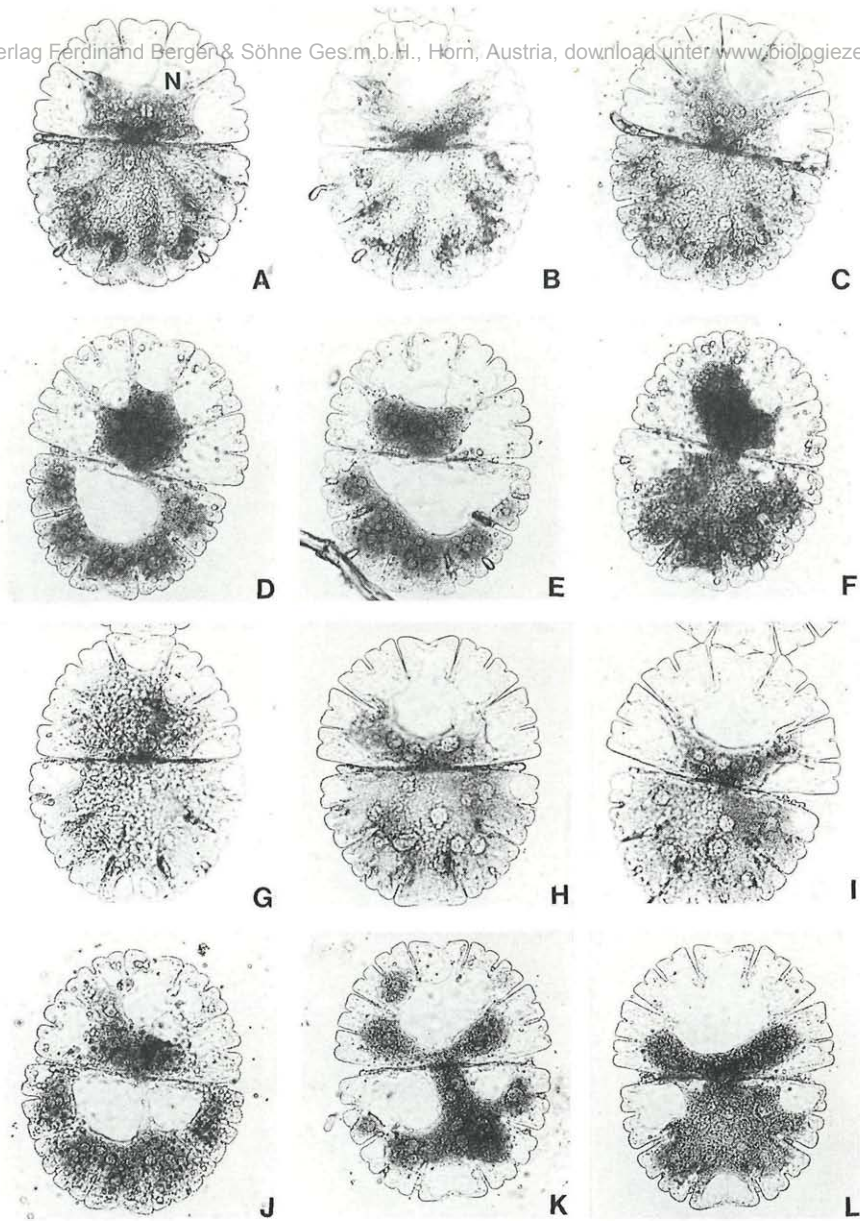 erlag Ferdinand Berger & Söhne Ges.m.b.H., Horn, Austria, download unter www.biologieze
N
A
B
C
D
E
F
G
H
I
J
K
L